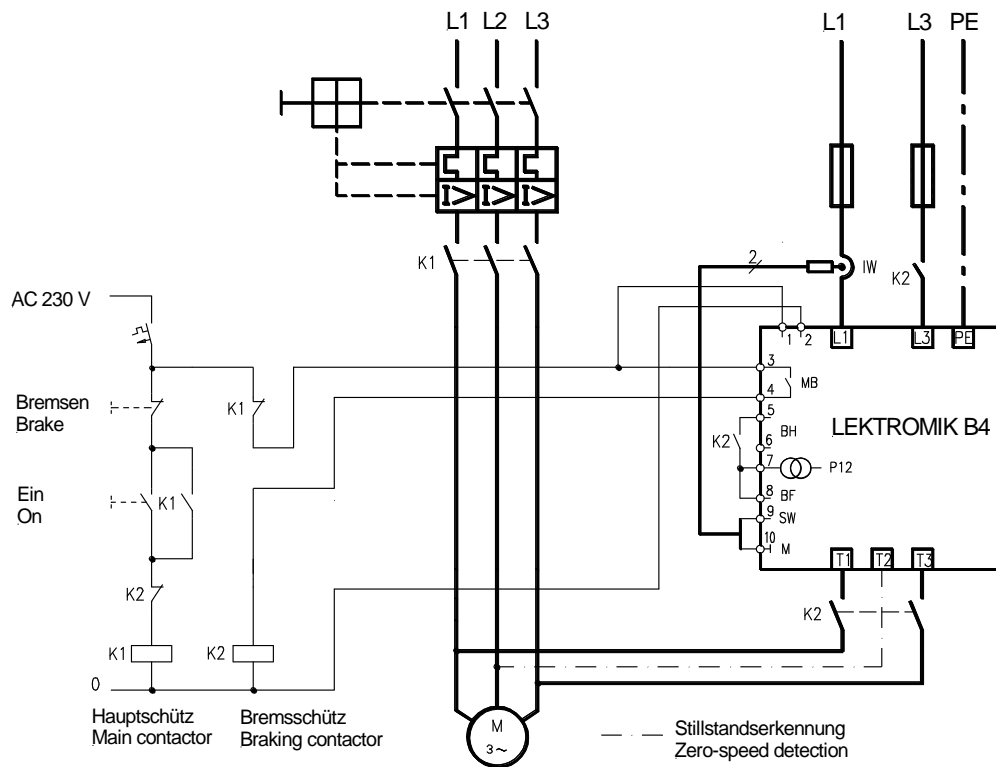 L1 L2 L3
L1 L3 PE
I> I> I>
K1
2
IW
K2
AC 230 V
1 2
L1 L3 PE
3
MB
4
K1
Bremsen
Brake
5
BH
K2
6
LEKTROMIK B4
7
P12
Ein
On
K1
8
BF
9
SW
10
M
T1 T2 T3
K2
K2
K1
K2
0
Hauptschütz
Main contactor
Bremsschütz
Braking contactor
M
3~
Stillstandserkennung
Zero-speed detection